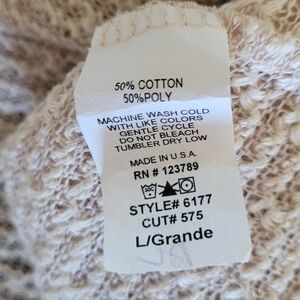 50% COTTON
50% POLY
MACHINE WASH COLD
WITH LIKE COLORS
GENTLE CYCLE
DO NOT BLEACH
TUMBLER DRY LOW
MADE IN U.S.A.
RN # 123789
STYLE# 6177
CUT# 575
L/Grande